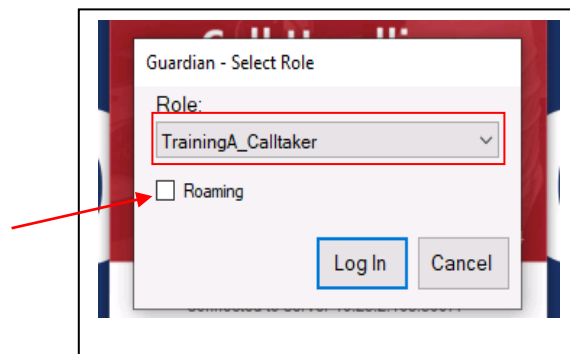 Guardian - Select Role
Role:
TrainingA_Calltaker
Roaming
Log In
Cancel